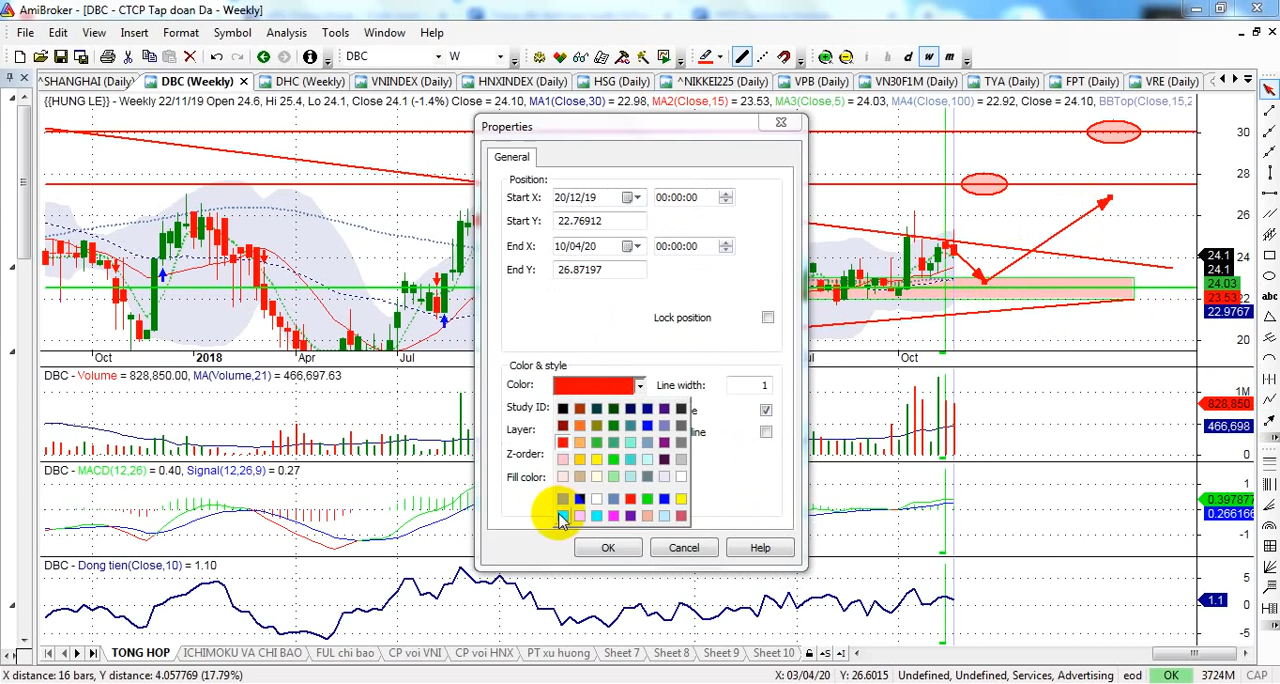 AmiBroker - [DBC - CTCP Tap doan Da - Weekly]
File Edit View Insert Format Symbol Analysis Tools Window Help
DBC W i h d w m
^SHANGHAI (Daily) DBC (Weekly) DHC (Weekly) VNINDEX (Daily) HNXINDEX (Daily) HSG (Daily) ^NIKKEI225 (Daily) VPB (Daily) VN30F1M (Daily) TYA (Daily) FPT (Daily) VRE (Daily)
{{HUNG LE}} - Weekly 22/11/19 Open 24.6, Hi 25.4, Lo 24.1, Close 24.1 (-1.4%) Close = 24.10, MA1(Close,30) = 22.98, MA2(Close,15) = 23.53, MA3(Close,5) = 24.03, MA4(Close,100) = 22.92, Close = 24.10, BBTop(Close,15,2
Properties
General
Position:
Start X: 20/12/19 00:00:00
Start Y: 22.76912
End X: 10/04/20 00:00:00
End Y: 26.87197
Lock position
Color & style
Color: Line width: 1
Study ID:
Layer:
Z-order:
Fill color:
OK Cancel Help
30
28
26
24.1
24.1
24.03
23.53
22.9767
20
abc
Oct 2018 Apr Jul Oct
DBC - Volume = 828,850.00, MA(Volume,21) = 466,697.63
1M
828,850
466,698
DBC - MACD(12,26) = 0.40, Signal(12,26,9) = 0.27
0.397877
0.266166
-1
DBC - Dong tien(Close,10) = 1.10
5
1.1
0
-5
TONG HOP ICHIMOKU VA CHI BAO FUL chi bao CP voi VNI CP voi HNX PT xu huong Sheet 7 Sheet 8 Sheet 9 Sheet 10
X distance: 16 bars, Y distance: 4.057769 (17.79%) X: 03/04/20 Y: 26.6015 Undefined, Undefined, Services, Advertising eod OK 3724M CAP